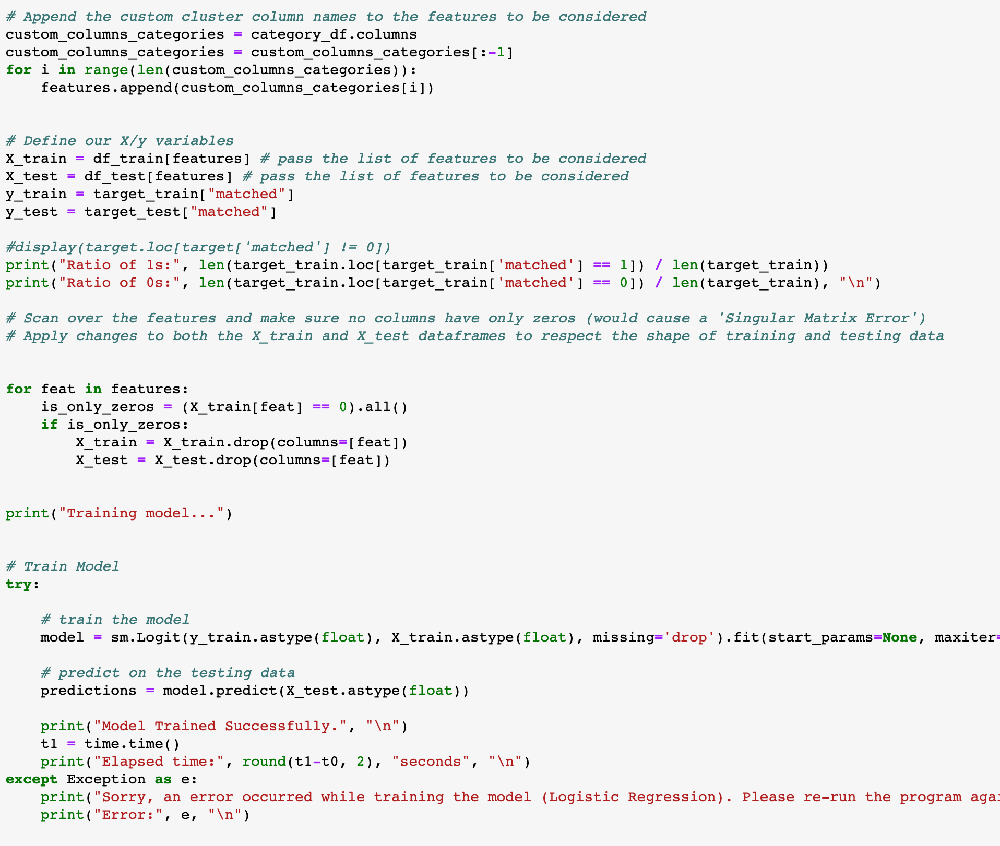 # Append the custom cluster column names to the features to be considered
custom_columns_categories = category_df.columns
custom_columns_categories = custom_columns_categories[:-1]
for i in range(len(custom_columns_categories)):
    features.append(custom_columns_categories[i])
# Define our X/y variables
X_train = df_train[features] # pass the list of features to be considered
X_test = df_test[features] # pass the list of features to be considered
y_train = target_train["matched"]
y_test = target_test["matched"]
#display(target.loc[target['matched'] != 0])
print("Ratio of 1s:", len(target_train.loc[target_train['matched'] == 1]) / len(target_train))
print("Ratio of 0s:", len(target_train.loc[target_train['matched'] == 0]) / len(target_train), "\n")
# Scan over the features and make sure no columns have only zeros (would cause a 'Singular Matrix Error')
# Apply changes to both the X_train and X_test dataframes to respect the shape of training and testing data
for feat in features:
    is_only_zeros = (X_train[feat] == 0).all()
    if is_only_zeros:
        X_train = X_train.drop(columns=[feat])
        X_test = X_test.drop(columns=[feat])
print("Training model...")
# Train Model
try:
    # train the model
    model = sm.Logit(y_train.astype(float), X_train.astype(float), missing='drop').fit(start_params=None, maxiter=
    # predict on the testing data
    predictions = model.predict(X_test.astype(float))
    print("Model Trained Successfully.", "\n")
    t1 = time.time()
    print("Elapsed time:", round(t1-t0, 2), "seconds", "\n")
except Exception as e:
    print("Sorry, an error occurred while training the model (Logistic Regression). Please re-run the program
    print("Error:", e, "\n")